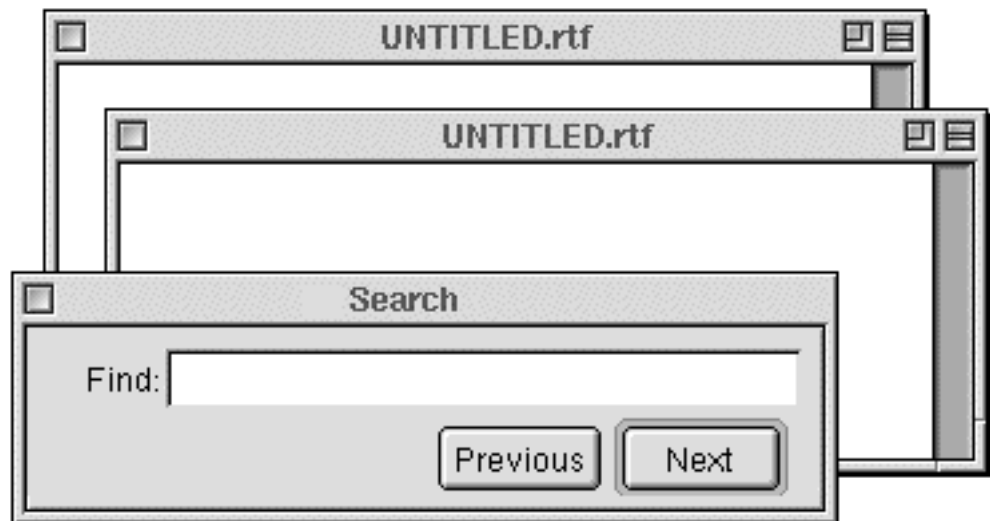 UNTITLED.rtf
UNTITLED.rtf
Search
Find:
Previous Next